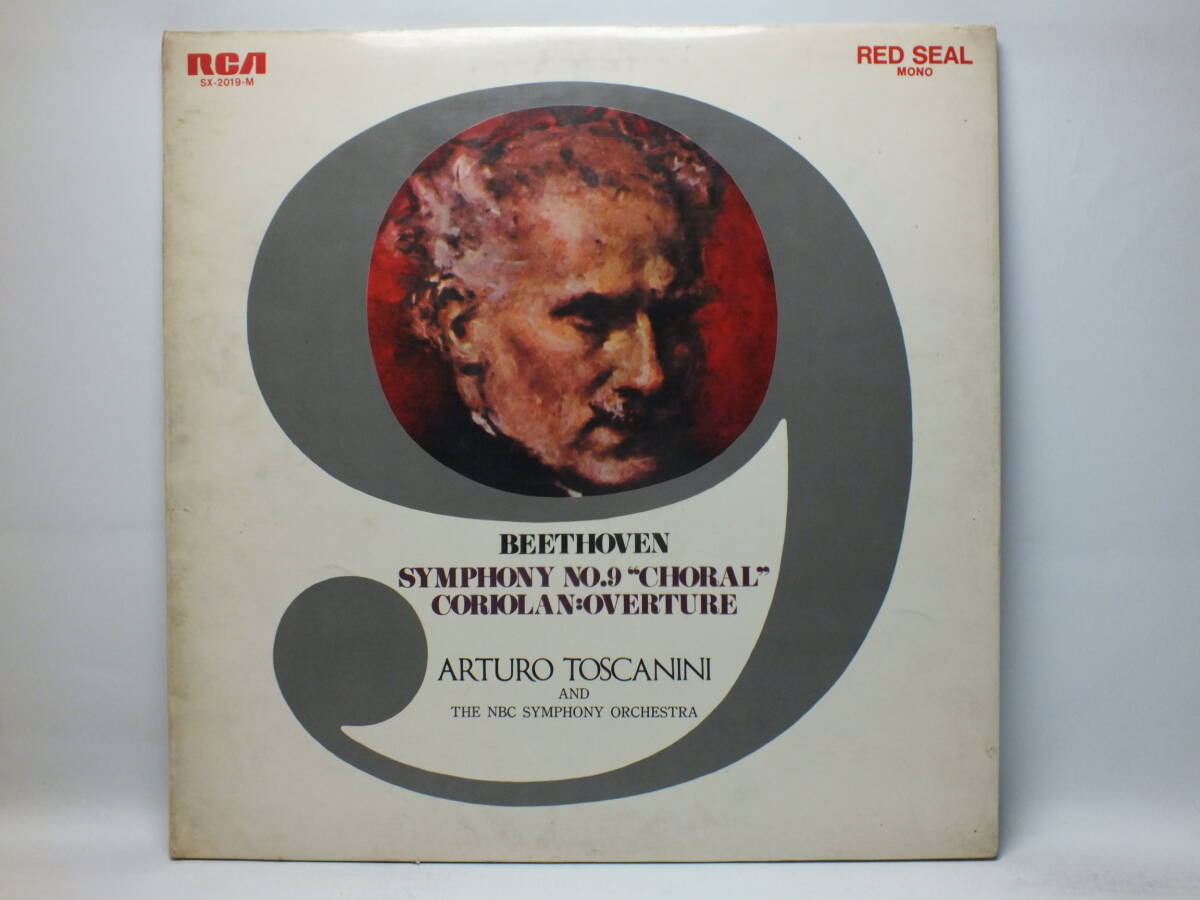 RCA
SX-2019-M
RED SEAL
MONO
9
BEETHOVEN
SYMPHONY NO.9 “CHORAL”
CORIOLAN:OVERTURE
ARTURO TOSCANINI
AND
THE NBC SYMPHONY ORCHESTRA